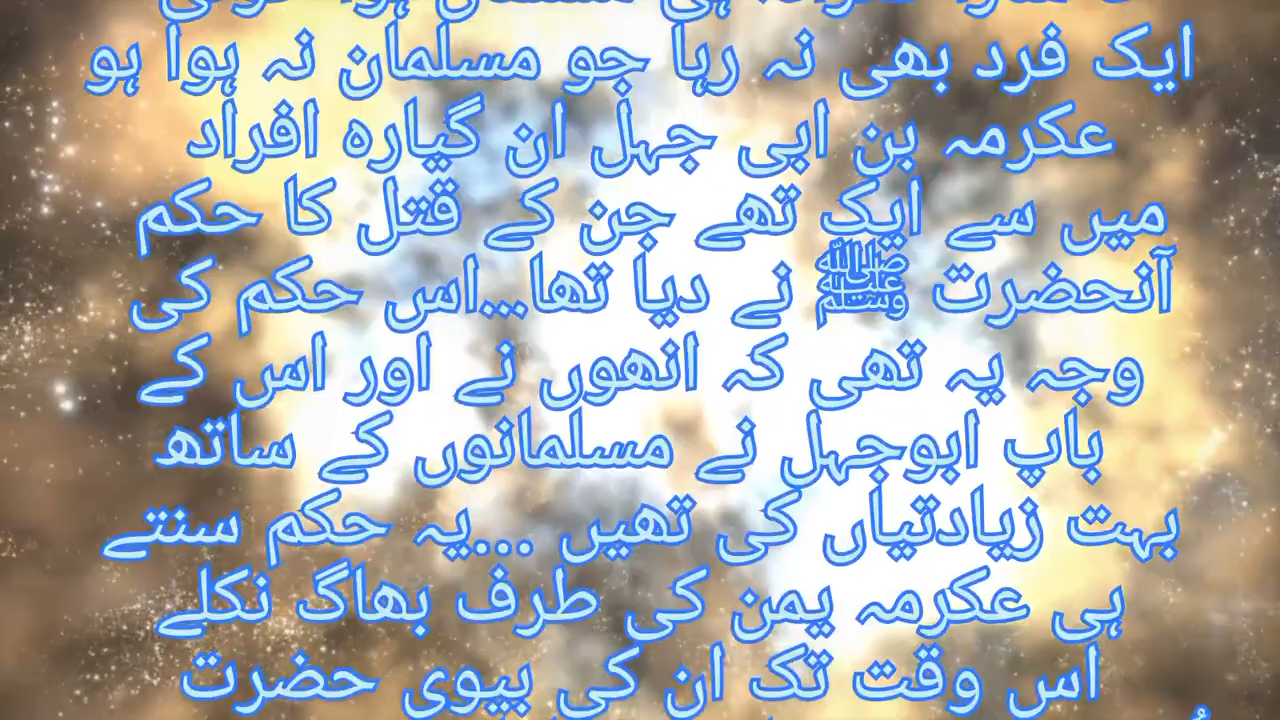 ایک فرد بھی نہ رہا جو مسلمان نہ ہوا ہو
عکرمہ بن ابی جہل ان گیارہ افراد
میں سے ایک تھے جن کے قتل کا حکم
آنحضرت ﷺ نے دیا تھا...اس حکم کی
وجہ یہ تھی کہ انھوں نے اور اس کے
باپ ابوجہل نے مسلمانوں کے ساتھ
بہت زیادتیاں کی تھیں ...یہ حکم سنتے
ہی عکرمہ یمن کی طرف بھاگ نکلے
اس وقت تک ان کی بیوی حضرت